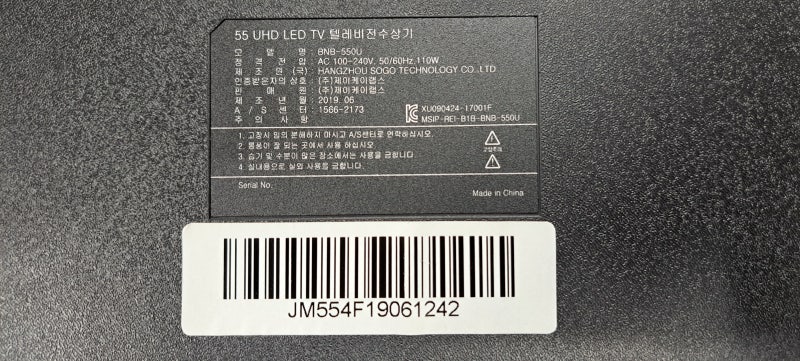 55 UHD LED TV 텔레비전수상기
모 델 명 : BNB-550U
정 격 전 압 : AC 100-240V, 50/60Hz, 110W
제 조 원 (국) : HANGZHOU SOGO TECHNOLOGY CO.,LTD
인증받은자의 상호 : (주)제이케이랩스
판 매 원 : (주)제이케이랩스
제 조 년 월 : 2019. 06
A / S 센 터 : 1566-2173
주 의 사 항 :
XU090424-17001F
MSIP-REI-B1B-BNB-550U
1. 고장시 임의 분해하지 마시고 A/S센터로 연락하십시오.
2. 통풍이 잘 되는 곳에서 사용 하십시오.
3. 습기 및 수분이 많은 장소에서는 사용을 금합니다.
4. 실내용으로 실외 사용을 금합니다.
고압주의
Serial No.
Made in China
JM554F19061242